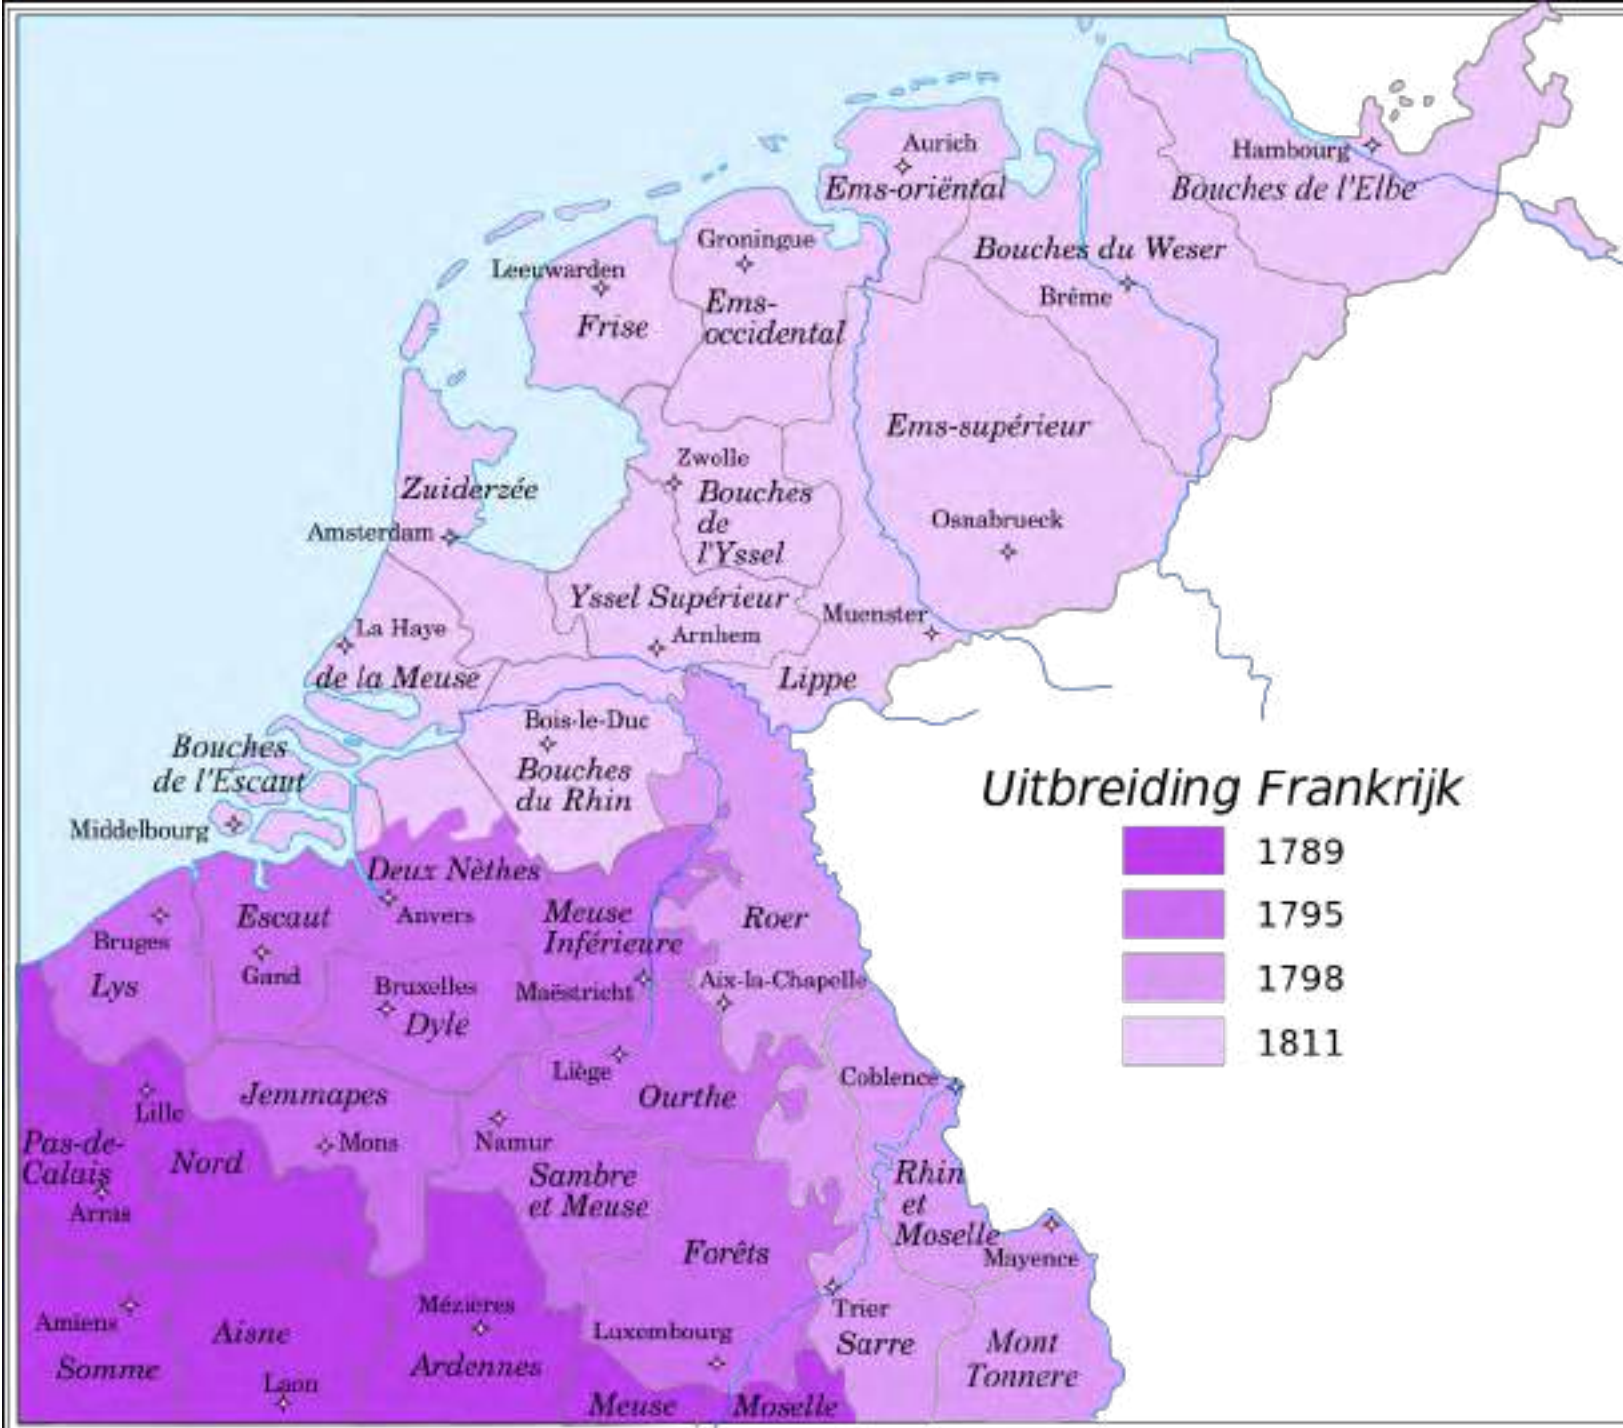 Aurich
Ems-oriëntal
Hambourg
Bouches de l'Elbe
Groningue
Bouches du Weser
Leeuwarden
Brême
Ems-
occidental
Frise
Ems-supérieur
Zwolle
Zuiderzée
Bouches
de
l'Yssel
Amsterdam
Osnabrueck
Yssel Supérieur
Muenster
La Haye
Arnhem
de la Meuse
Lippe
Bois-le-Duc
Bouches
de l'Escaut
Bouches
du Rhin
Middelbourg
Uitbreiding Frankrijk
1789
1795
1798
1811
Deux Nèthes
Escaut
Anvers
Meuse
Inférieure
Roer
Bruges
Gand
Lys
Bruxelles
Dyle
Maëstricht
Aix-la-Chapelle
Liège
Coblence
Jemmapes
Ourthe
Lille
Pas-de-
Calais
Nord
Mons
Namur
Sambre
et Meuse
Rhin
et
Moselle
Arras
Forêts
Mayence
Mézières
Amiens
Aisne
Luxembourg
Trier
Sarre
Mont
Tonnere
Somme
Ardennes
Laon
Meuse
Moselle